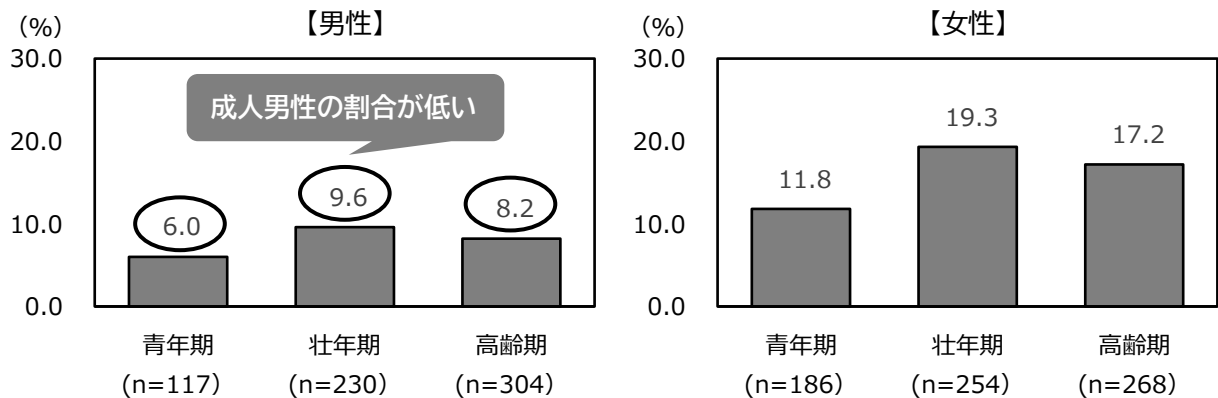 【男性】
(%)
30.0
20.0
10.0
0.0
成人男性の割合が低い
6.0
9.6
8.2
青年期
(n=117)
壮年期
(n=230)
高齢期
(n=304)
【女性】
(%)
30.0
20.0
10.0
0.0
11.8
19.3
17.2
青年期
(n=186)
壮年期
(n=254)
高齢期
(n=268)